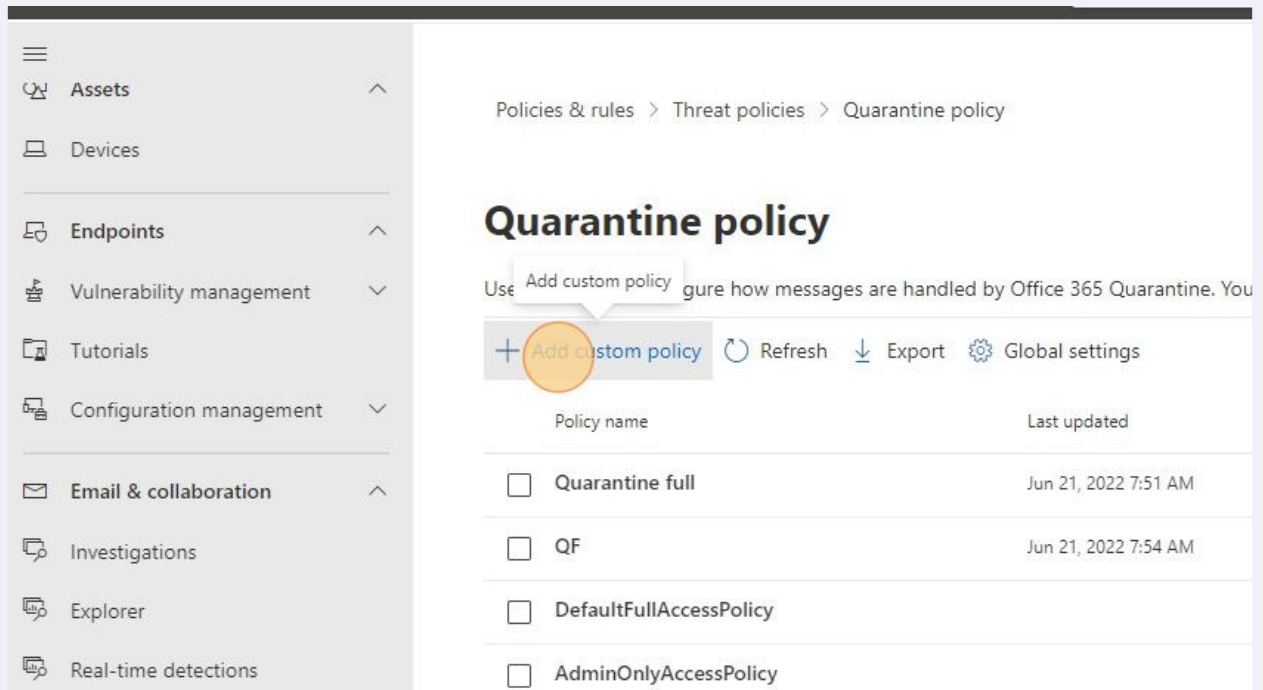 Assets
Devices
Endpoints
Vulnerability management
Tutorials
Configuration management
Email & collaboration
Investigations
Explorer
Real-time detections
Policies & rules > Threat policies > Quarantine policy
Quarantine policy
Add custom policy
Use gure how messages are handled by Office 365 Quarantine. You
+ Add custom policy Refresh Export Global settings
Policy name Last updated
Quarantine full Jun 21, 2022 7:51 AM
QF Jun 21, 2022 7:54 AM
DefaultFullAccessPolicy
AdminOnlyAccessPolicy